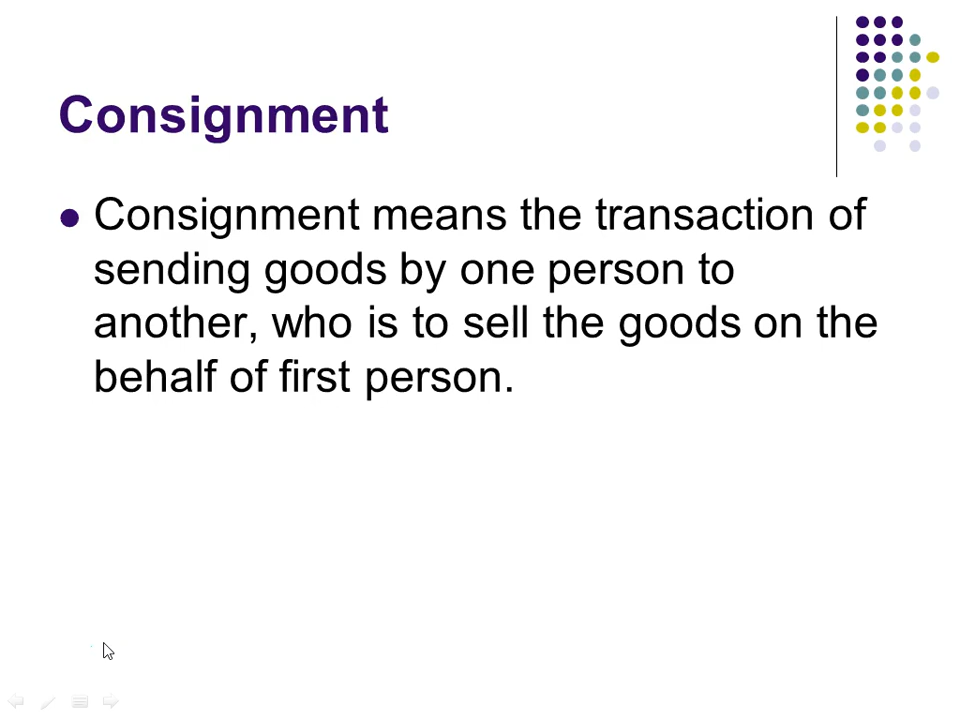 Consignment
Consignment means the transaction of
sending goods by one person to
another, who is to sell the goods on the
behalf of first person.